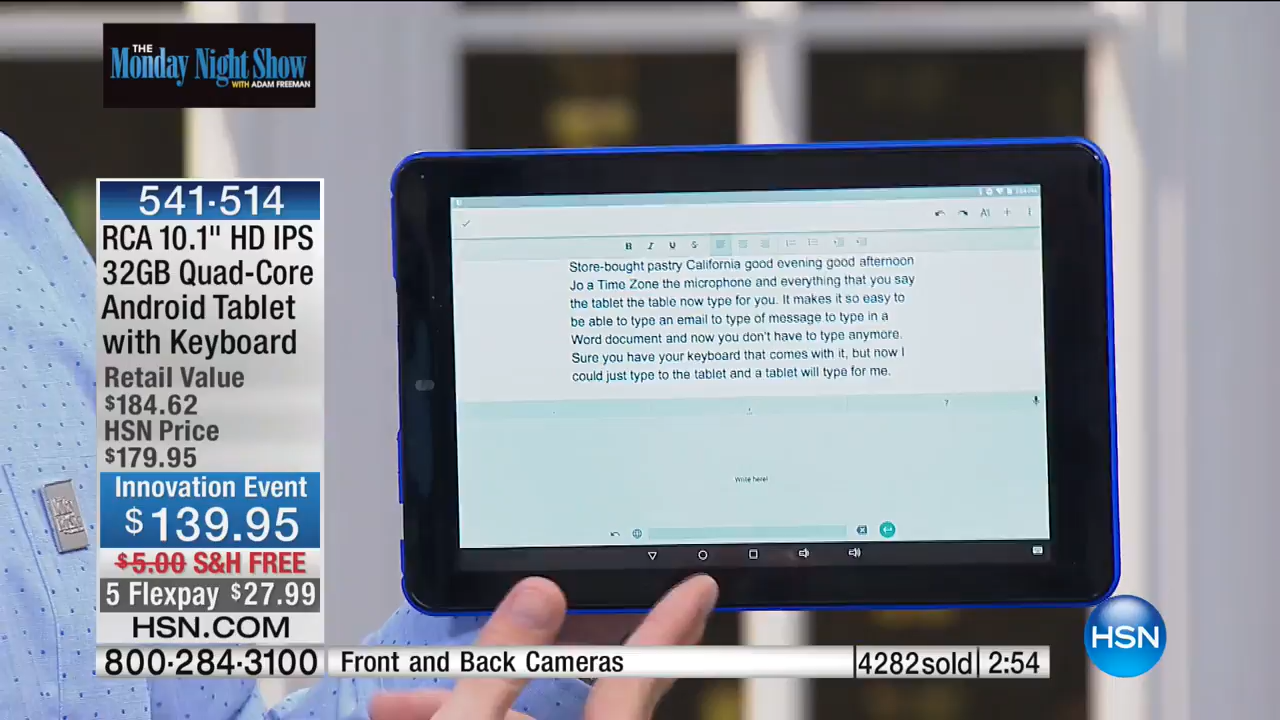 THE
Monday Night Show
WITH ADAM FREEMAN
541-514
RCA 10.1" HD IPS
32GB Quad-Core
Android Tablet
with Keyboard
Retail Value
$184.62
HSN Price
$179.95
Innovation Event
$139.95
$5.00 S&H FREE
5 Flexpay $27.99
HSN.COM
800-284-3100
Front and Back Cameras
4282sold
2:54
HSN
B I U S
Store-bought pastry California good evening good afternoon
Jo a Time Zone the microphone and everything that you say
the tablet the table now type for you. It makes it so easy to
be able to type an email to type of message to type in a
Word document and now you don't have to type anymore.
Sure you have your keyboard that comes with it, but now I
could just type to the tablet and a tablet will type for me.
Write here!